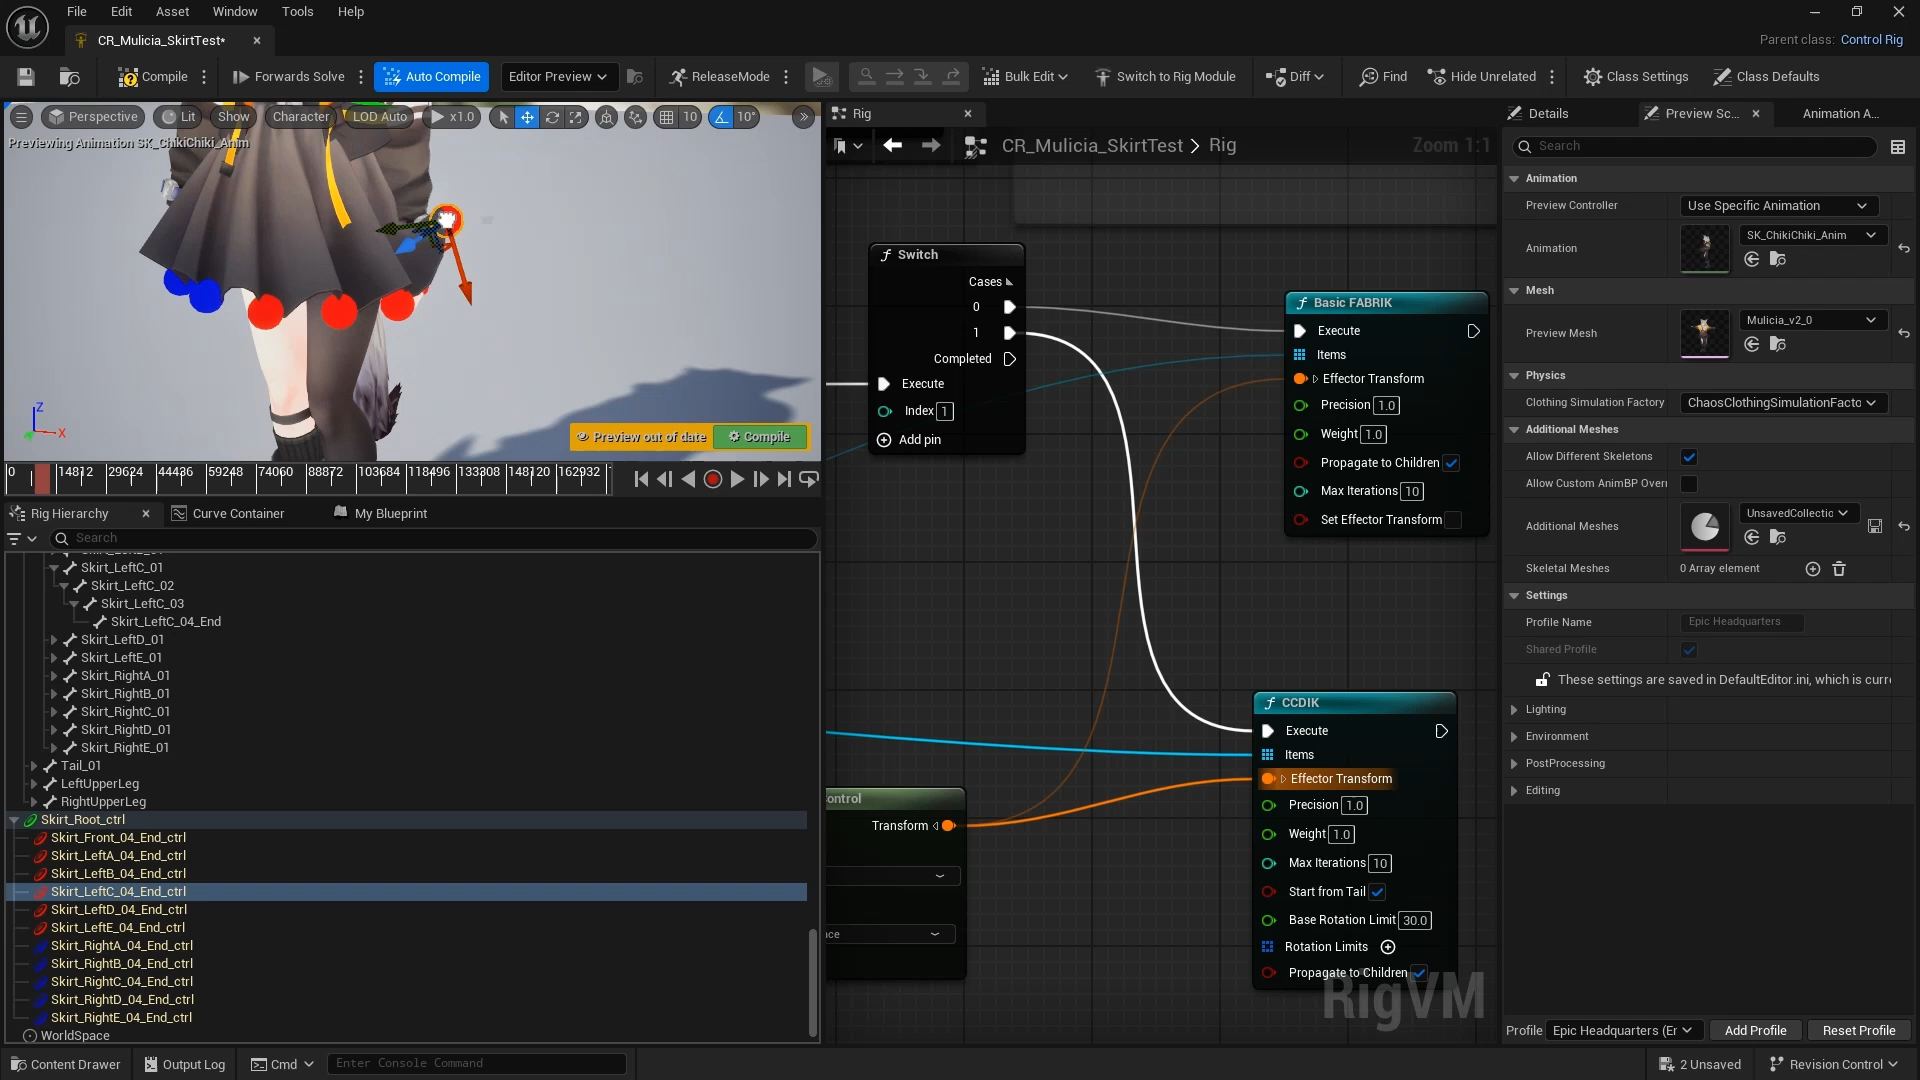 File Edit Asset Window Tools Help
CR_Mulicia_SkirtTest*
Parent class: Control Rig
Compile Forwards Solve Auto Compile Editor Preview ReleaseMode Bulk Edit Switch to Rig Module Diff Find Hide Unrelated Class Settings Class Defaults
Perspective Lit Show Character LOD Auto x1.0 10 10°
Previewing Animation SK_ChikiChiki_Anim
Z
X
Preview out of date Compile
0 14812 29624 44436 59248 74060 88872 103684 118496 133308 148120 162932
Rig Hierarchy Curve Container My Blueprint
Search
Skirt_LeftC_01
Skirt_LeftC_02
Skirt_LeftC_03
Skirt_LeftC_04_End
Skirt_LeftD_01
Skirt_LeftE_01
Skirt_RightA_01
Skirt_RightB_01
Skirt_RightC_01
Skirt_RightD_01
Skirt_RightE_01
Tail_01
LeftUpperLeg
RightUpperLeg
Skirt_Root_ctrl
Skirt_Front_04_End_ctrl
Skirt_LeftA_04_End_ctrl
Skirt_LeftB_04_End_ctrl
Skirt_LeftC_04_End_ctrl
Skirt_LeftD_04_End_ctrl
Skirt_LeftE_04_End_ctrl
Skirt_RightA_04_End_ctrl
Skirt_RightB_04_End_ctrl
Skirt_RightC_04_End_ctrl
Skirt_RightD_04_End_ctrl
Skirt_RightE_04_End_ctrl
WorldSpace
Rig
CR_Mulicia_SkirtTest > Rig
Zoom 1:1
Switch
Cases
0
1
Completed
Execute
Index 1
Add pin
Basic FABRIK
Execute
Items
Effector Transform
Precision 1.0
Weight 1.0
Propagate to Children
Max Iterations 10
Set Effector Transform
ontrol
Transform
ce
CCDIK
Execute
Items
Effector Transform
Precision 1.0
Weight 1.0
Max Iterations 10
Start from Tail
Base Rotation Limit 30.0
Rotation Limits
Propagate to Children
RigVM
Details Preview Sc... Animation A...
Search
Animation
Preview Controller Use Specific Animation
Animation SK_ChikiChiki_Anim
Mesh
Preview Mesh Mulicia_v2_0
Physics
Clothing Simulation Factory ChaosClothingSimulationFacto
Additional Meshes
Allow Different Skeletons
Allow Custom AnimBP Overr
Additional Meshes UnsavedCollectic
Skeletal Meshes 0 Array element
Settings
Profile Name Epic Headquarters
Shared Profile
These settings are saved in DefaultEditor.ini, which is curre
Lighting
Environment
PostProcessing
Editing
Profile Epic Headquarters (Er Add Profile Reset Profile
Content Drawer Output Log Cmd Enter Console Command 2 Unsaved Revision Control